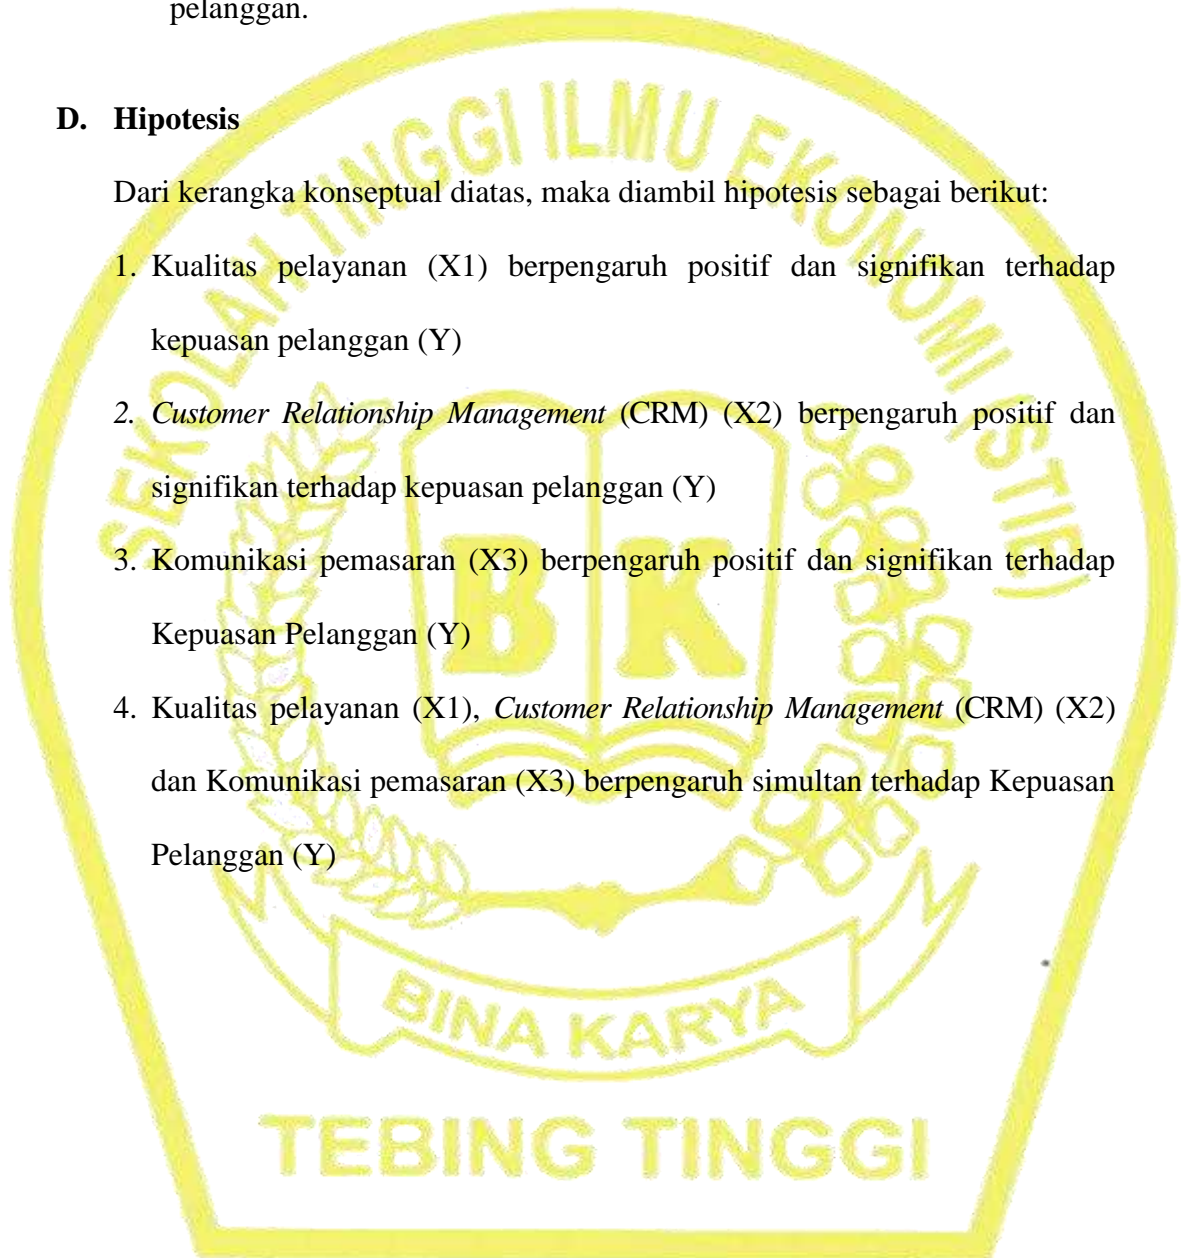 pelanggan.
D. Hipotesis
Dari kerangka konseptual diatas, maka diambil hipotesis sebagai berikut:
1. Kualitas pelayanan (X1) berpengaruh positif dan signifikan terhadap
kepuasan pelanggan (Y)
2. Customer Relationship Management (CRM) (X2) berpengaruh positif dan
signifikan terhadap kepuasan pelanggan (Y)
3. Komunikasi pemasaran (X3) berpengaruh positif dan signifikan terhadap
Kepuasan Pelanggan (Y)
4. Kualitas pelayanan (X1), Customer Relationship Management (CRM) (X2)
dan Komunikasi pemasaran (X3) berpengaruh simultan terhadap Kepuasan
Pelanggan (Y)
SEKOLAH TINGGI ILMU EKONOMI (STIE)
B K
BINA KARYA
TEBING TINGGI